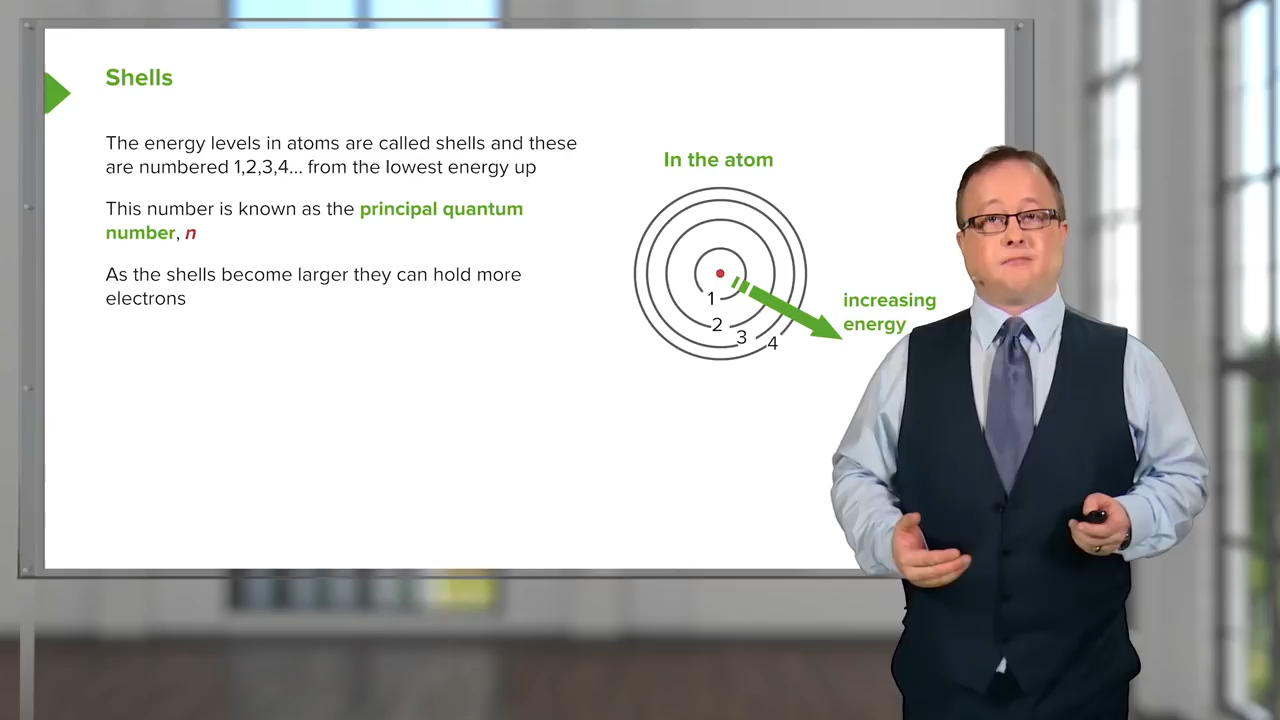 Shells
The energy levels in atoms are called shells and these
are numbered 1,2,3,4... from the lowest energy up
This number is known as the principal quantum
number, n
As the shells become larger they can hold more
electrons
In the atom
1
2
3
4
increasing
energy